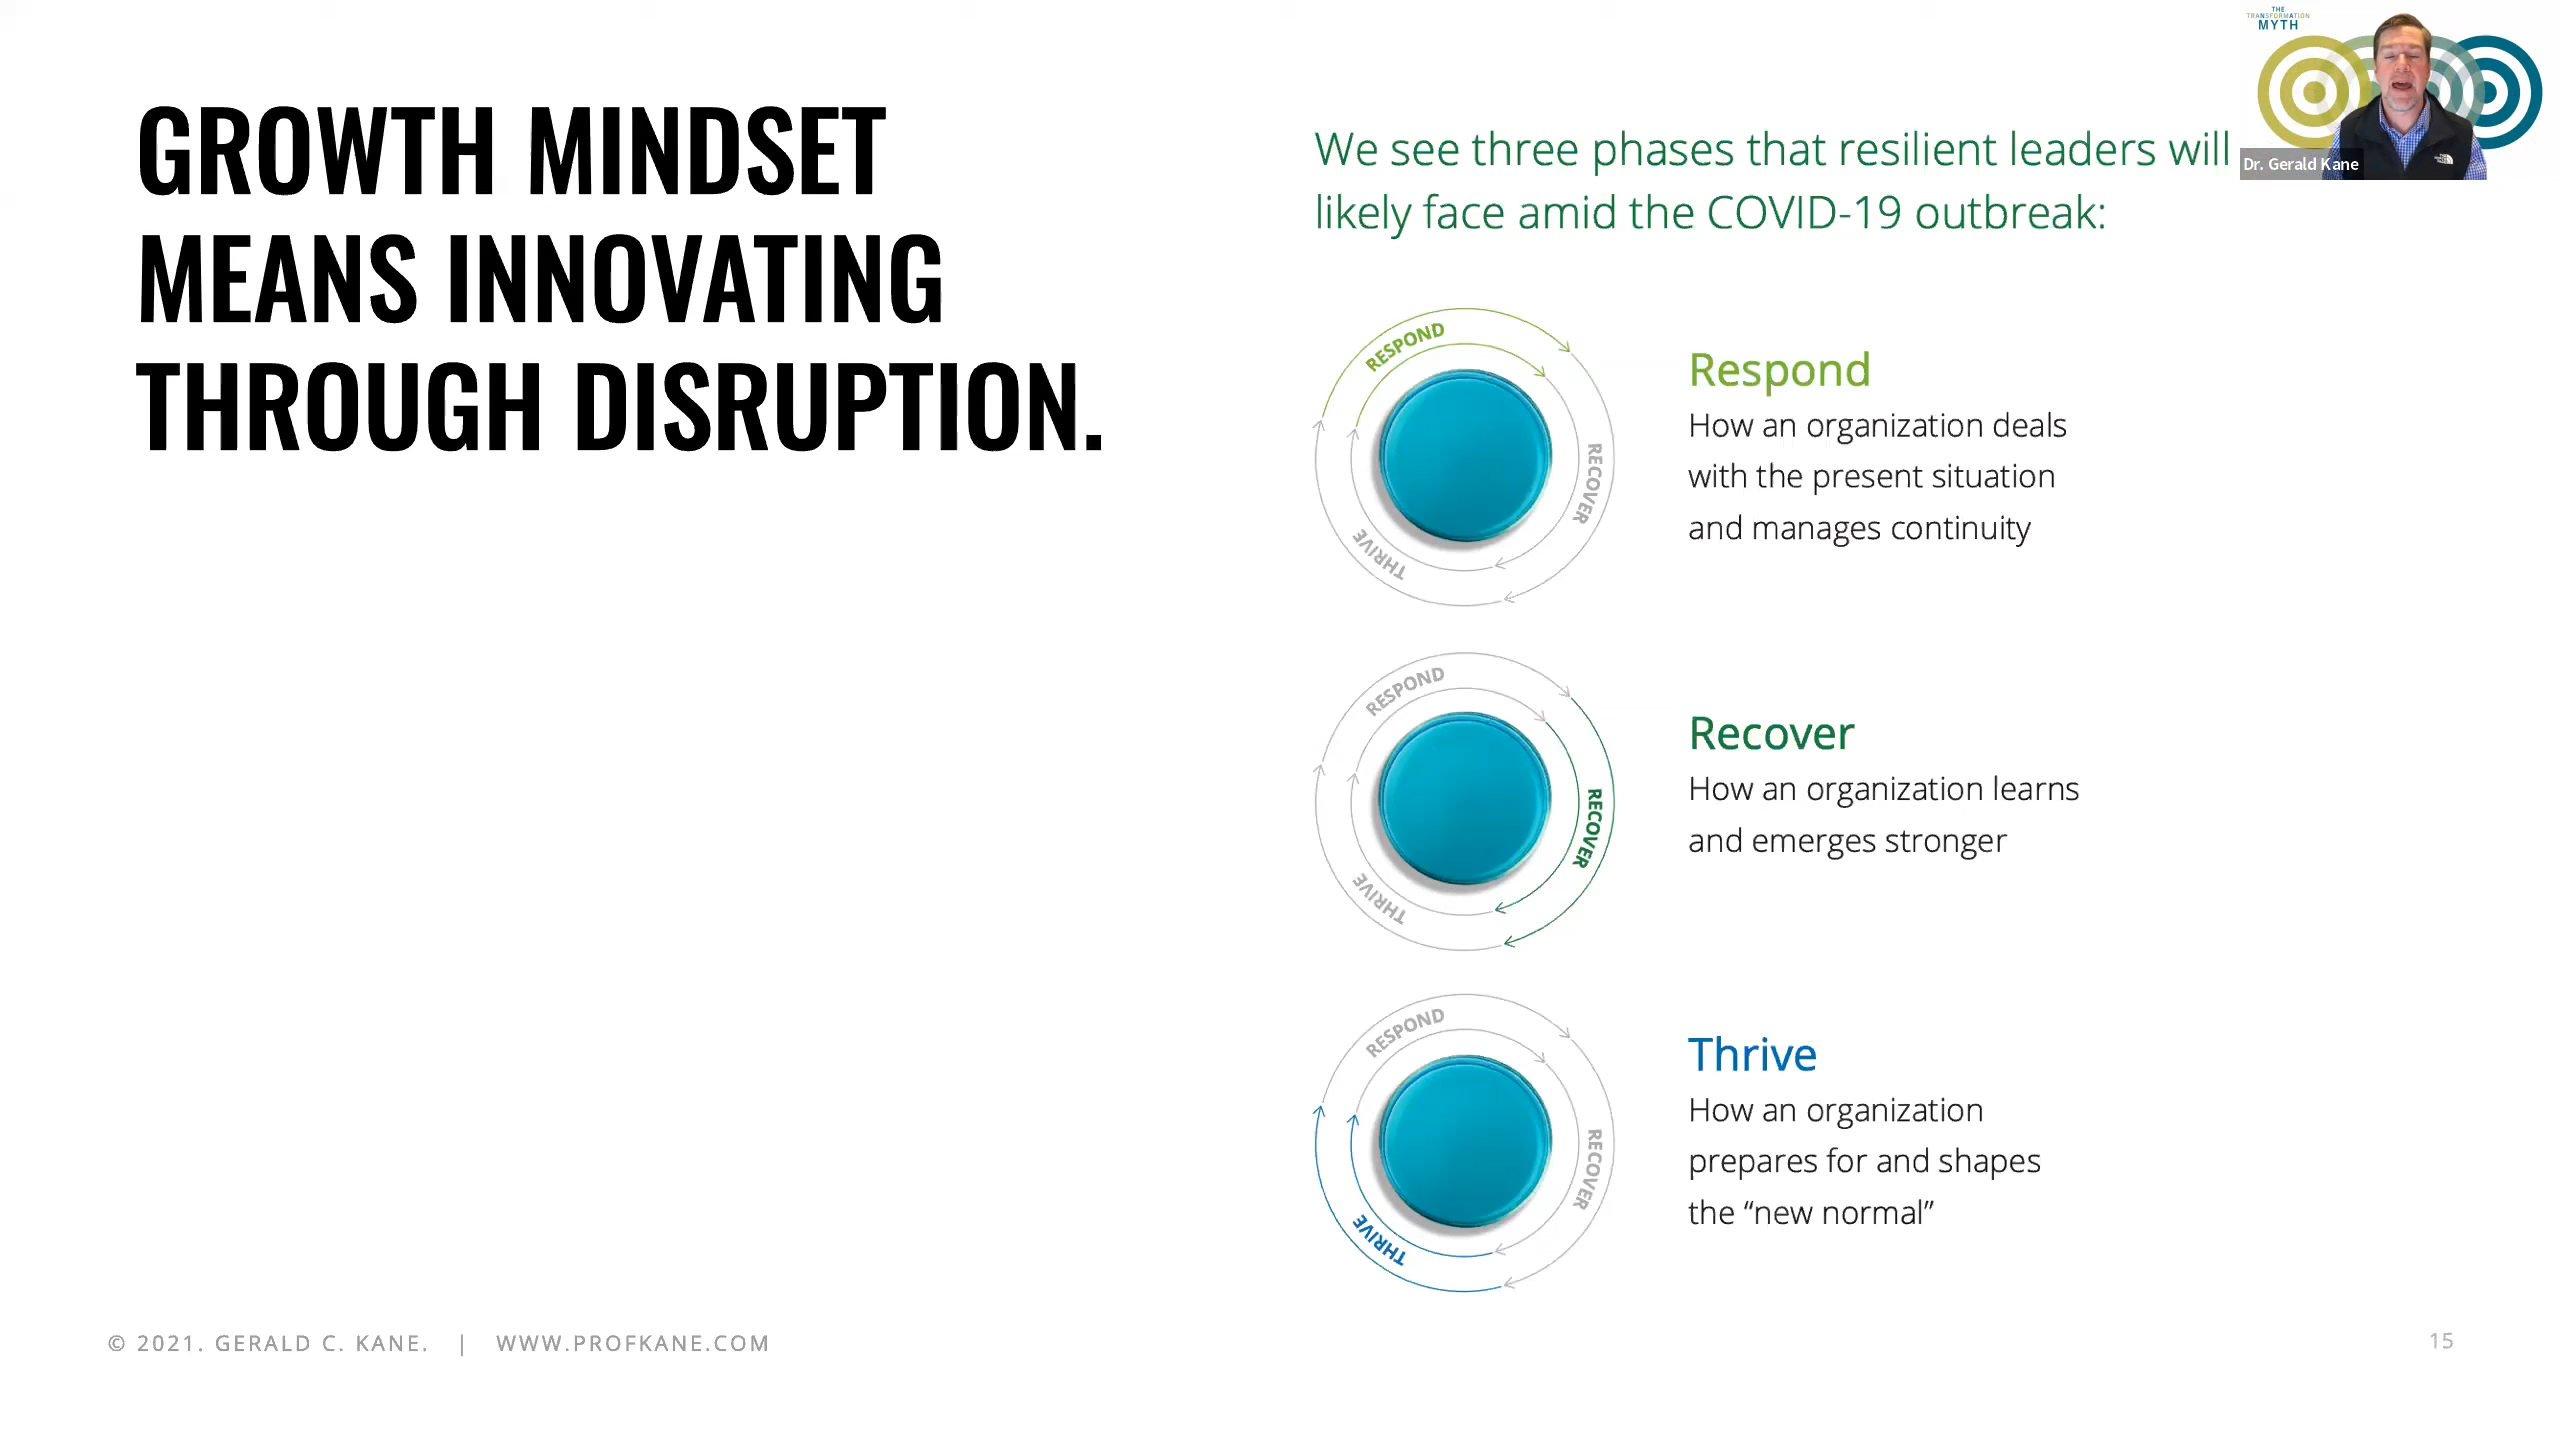 GROWTH MINDSET
MEANS INNOVATING
THROUGH DISRUPTION.
We see three phases that resilient leaders will
likely face amid the COVID-19 outbreak:
THE
TRANSFORMATION
MYTH
Dr. Gerald Kane
RESPOND
RECOVER
THRIVE
Respond
How an organization deals
with the present situation
and manages continuity
RESPOND
RECOVER
THRIVE
Recover
How an organization learns
and emerges stronger
RESPOND
RECOVER
THRIVE
Thrive
How an organization
prepares for and shapes
the “new normal”
© 2021. GERALD C. KANE. | WWW.PROFKANE.COM
15